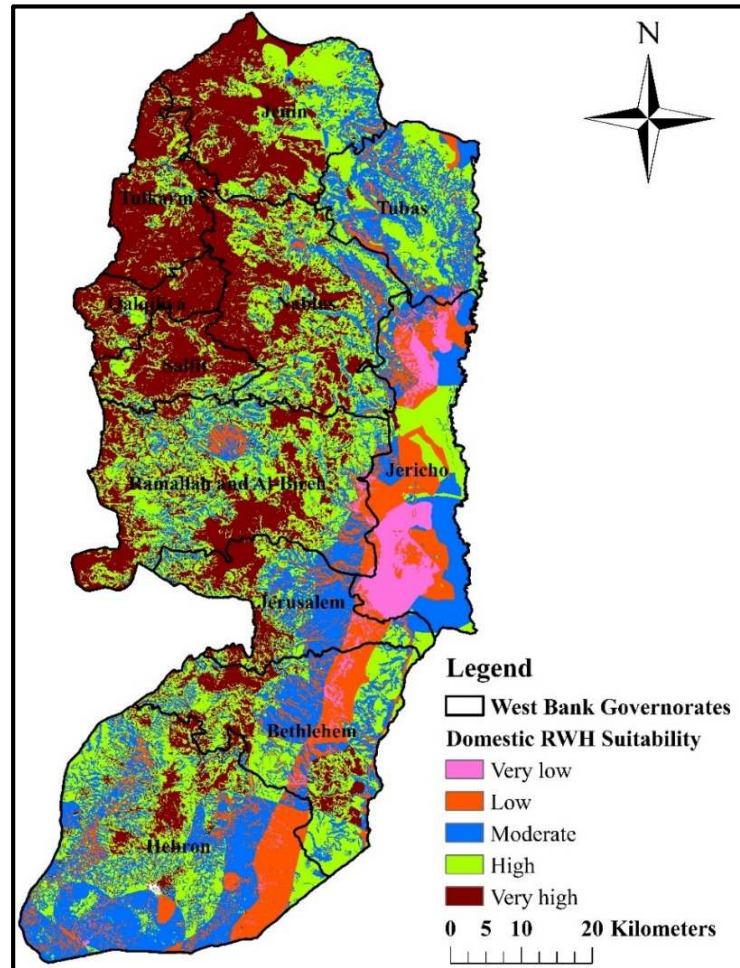 N
Jenin
Tulkarm
Tubas
Qalqiliya
Nablus
Salfit
Jericho
Ramallah and Al-Bireh
Jerusalem
Bethlehem
Hebron
Legend
West Bank Governorates
Domestic RWH Suitability
Very low
Low
Moderate
High
Very high
0 5 10 20 Kilometers